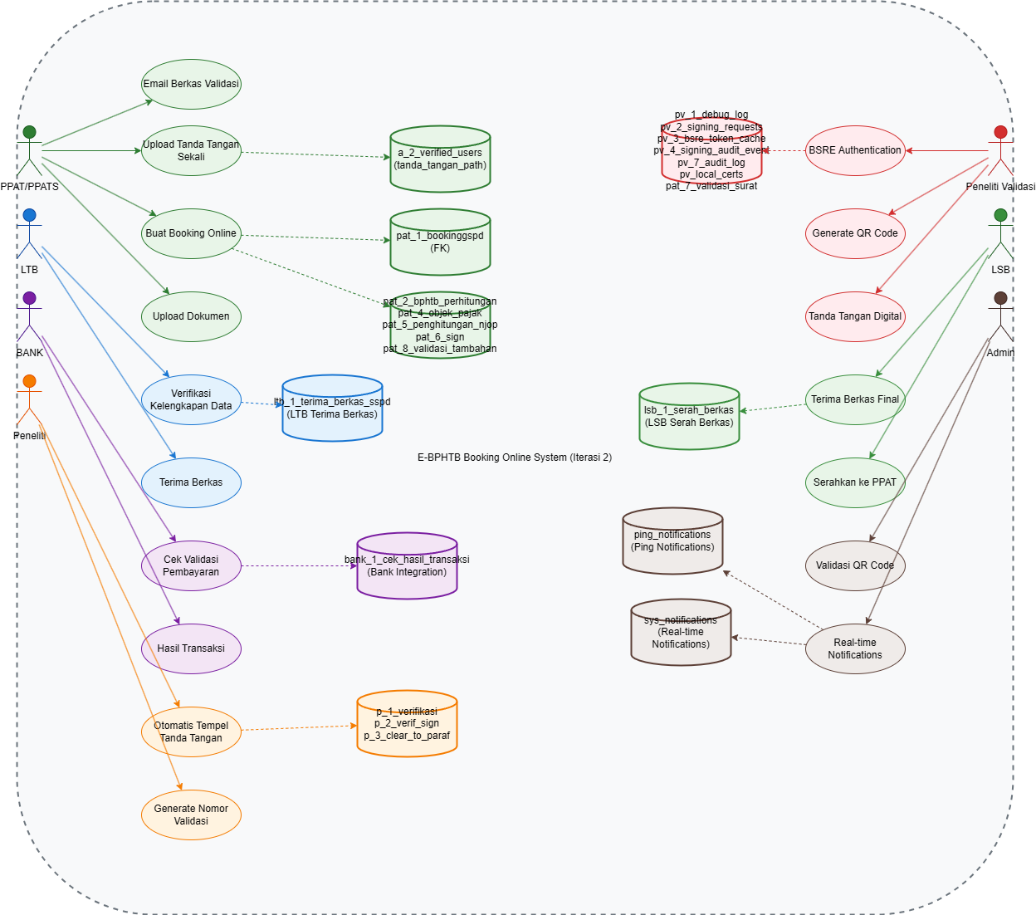 Email Berkas Validasi
PPAT/PPATS
Upload Tanda Tangan
Sekali
a_2_verified_users
(tanda_tangan_path)
LTB
Buat Booking Online
pat_1_bookinggspd
(FK)
BANK
Upload Dokumen
pat_2_bphtb_perhitungan
pat_4_objek_pajak
pat_5_penghitungan_njop
pat_6_sign
pat_8_validasi_tambahan
Peneliti
Verifikasi
Kelengkapan Data
ltb_1_terima_berkas_sspd
(LTB Terima Berkas)
Terima Berkas
Cek Validasi
Pembayaran
bank_1_cek_hasil_transaksi
(Bank Integration)
Hasil Transaksi
Otomatis Tempel
Tanda Tangan
p_1_verifikasi
p_2_verif_sign
p_3_clear_to_paraf
Generate Nomor
Validasi
E-BPHTB Booking Online System (Iterasi 2)
pv_1_debug_log
pv_2_signing_requests
pv_3_bsre_token_cache
pv_4_signing_audit_event
pv_7_audit_log
pv_local_certs
pat_7_validasi_surat
BSRE Authentication
Peneliti Validasi
Generate QR Code
LSB
Tanda Tangan Digital
Admin
lsb_1_serah_berkas
(LSB Serah Berkas)
Terima Berkas Final
Serahkan ke PPAT
ping_notifications
(Ping Notifications)
Validasi QR Code
sys_notifications
(Real-time
Notifications)
Real-time
Notifications